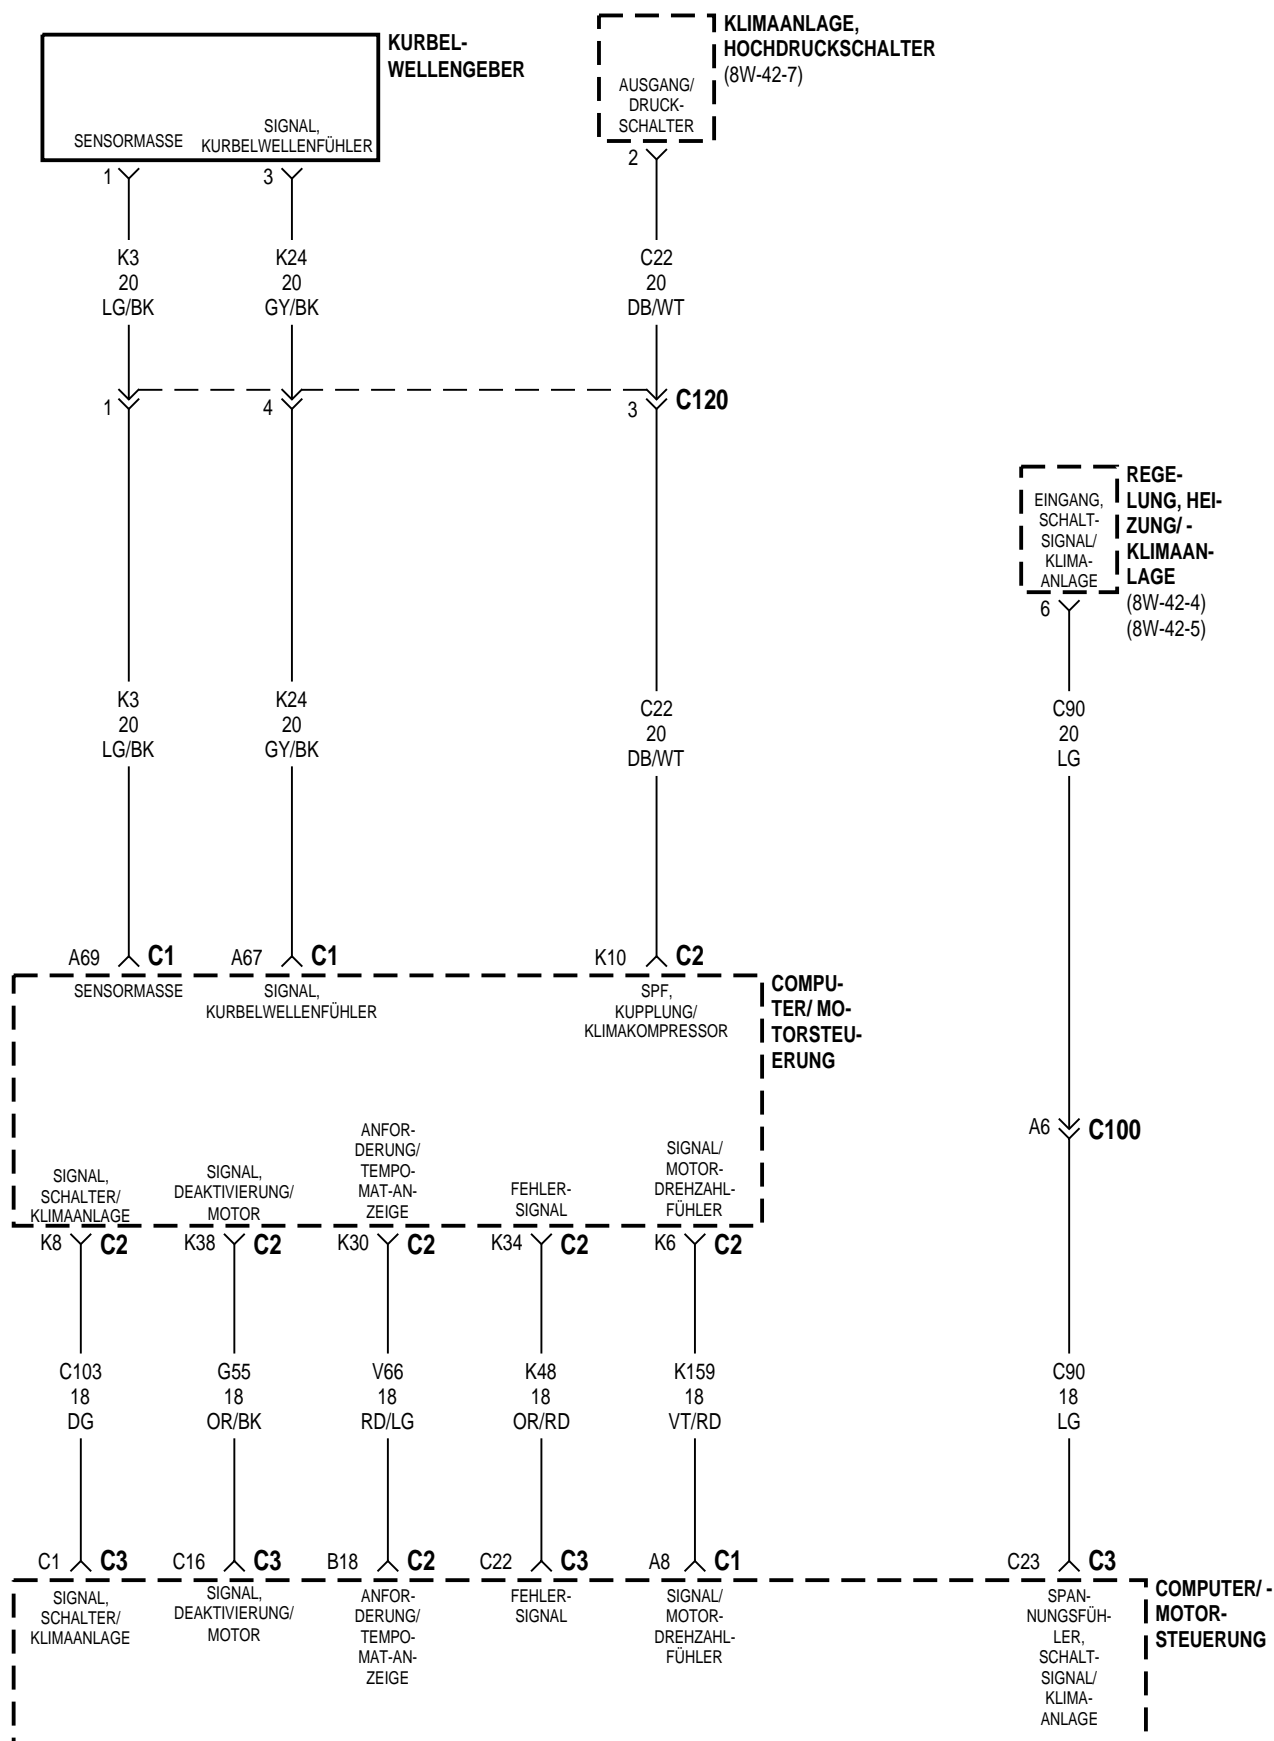 KURBEL-
WELLENGEBER
SENSORMASSE
SIGNAL,
KURBELWELLENFÜHLER
KLIMAANLAGE,
HOCHDRUCKSCHALTER
(8W-42-7)
AUSGANG/
DRUCK-
SCHALTER
1
3
2
K3
20
LG/BK
K24
20
GY/BK
C22
20
DB/WT
1
4
3
C120
REGE-
LUNG, HEI-
ZUNG/ -
KLIMAAN-
LAGE
(8W-42-4)
(8W-42-5)
EINGANG,
SCHALT-
SIGNAL/
KLIMA-
ANLAGE
6
K3
20
LG/BK
K24
20
GY/BK
C22
20
DB/WT
C90
20
LG
A69 C1
A67 C1
K10 C2
SENSORMASSE
SIGNAL,
KURBELWELLENFÜHLER
SPF,
KUPPLUNG/
KLIMAKOMPRESSOR
COMPU-
TER/ MO-
TORSTEU-
ERUNG
A6 C100
SIGNAL,
SCHALTER/
KLIMAANLAGE
SIGNAL,
DEAKTIVIERUNG/
MOTOR
ANFOR-
DERUNG/
TEMPO-
MAT-AN-
ZEIGE
FEHLER-
SIGNAL
SIGNAL/
MOTOR-
DREHZAHL-
FÜHLER
K8 C2
K38 C2
K30 C2
K34 C2
K6 C2
C103
18
DG
G55
18
OR/BK
V66
18
RD/LG
K48
18
OR/RD
K159
18
VT/RD
C90
18
LG
C1 C3
C16 C3
B18 C2
C22 C3
A8 C1
C23 C3
SIGNAL,
SCHALTER/
KLIMAANLAGE
SIGNAL,
DEAKTIVIERUNG/
MOTOR
ANFOR-
DERUNG/
TEMPO-
MAT-AN-
ZEIGE
FEHLER-
SIGNAL
SIGNAL/
MOTOR-
DREHZAHL-
FÜHLER
SPAN-
NUNGSFÜH-
LER,
SCHALT-
SIGNAL/
KLIMA-
ANLAGE
COMPUTER/ -
MOTOR-
STEUERUNG